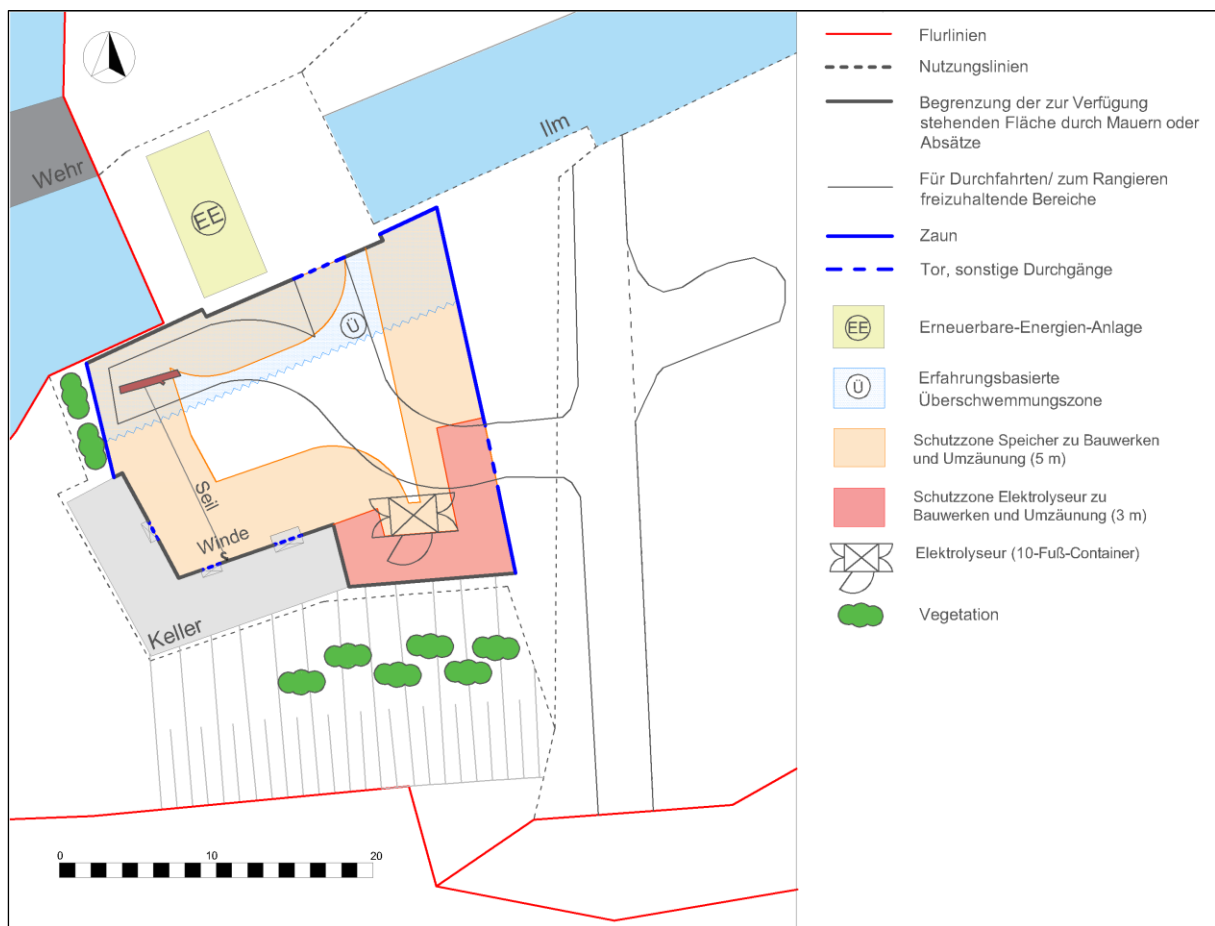 Wehr
Ilm
EE
Ü
Seil
Winde
Keller
0
10
20
Flurlinien
Nutzungslinien
Begrenzung der zur Verfügung
stehenden Fläche durch Mauern oder
Absätze
Für Durchfahrten/ zum Rangieren
freizuhaltende Bereiche
Zaun
Tor, sonstige Durchgänge
EE
Erneuerbare-Energien-Anlage
Ü
Erfahrungsbasierte
Überschwemmungszone
Schutzzone Speicher zu Bauwerken
und Umzäunung (5 m)
Schutzzone Elektrolyseur zu
Bauwerken und Umzäunung (3 m)
Elektrolyseur (10-Fuß-Container)
Vegetation